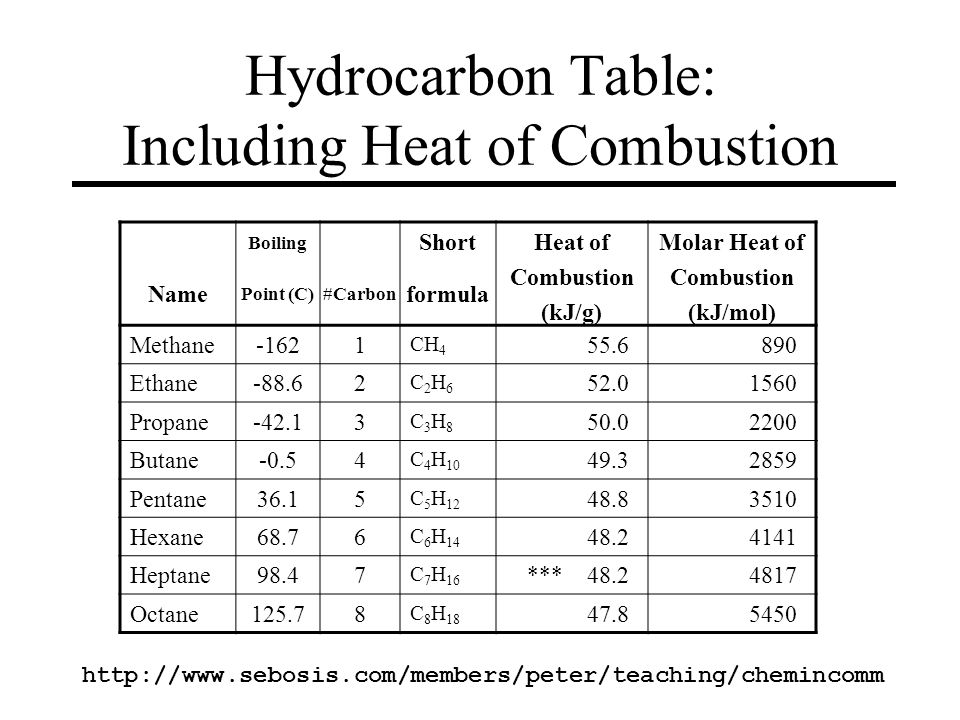 Hydrocarbon Table:
Including Heat of Combustion
Name Boiling Point (C) #Carbon Short formula Heat of Combustion (kJ/g) Molar Heat of Combustion (kJ/mol)
Methane -162 1 CH4 55.6 890
Ethane -88.6 2 C2H6 52.0 1560
Propane -42.1 3 C3H8 50.0 2200
Butane -0.5 4 C4H10 49.3 2859
Pentane 36.1 5 C5H12 48.8 3510
Hexane 68.7 6 C6H14 48.2 4141
Heptane 98.4 7 C7H16 *** 48.2 4817
Octane 125.7 8 C8H18 47.8 5450
http://www.sebosis.com/members/peter/teaching/chemincomm